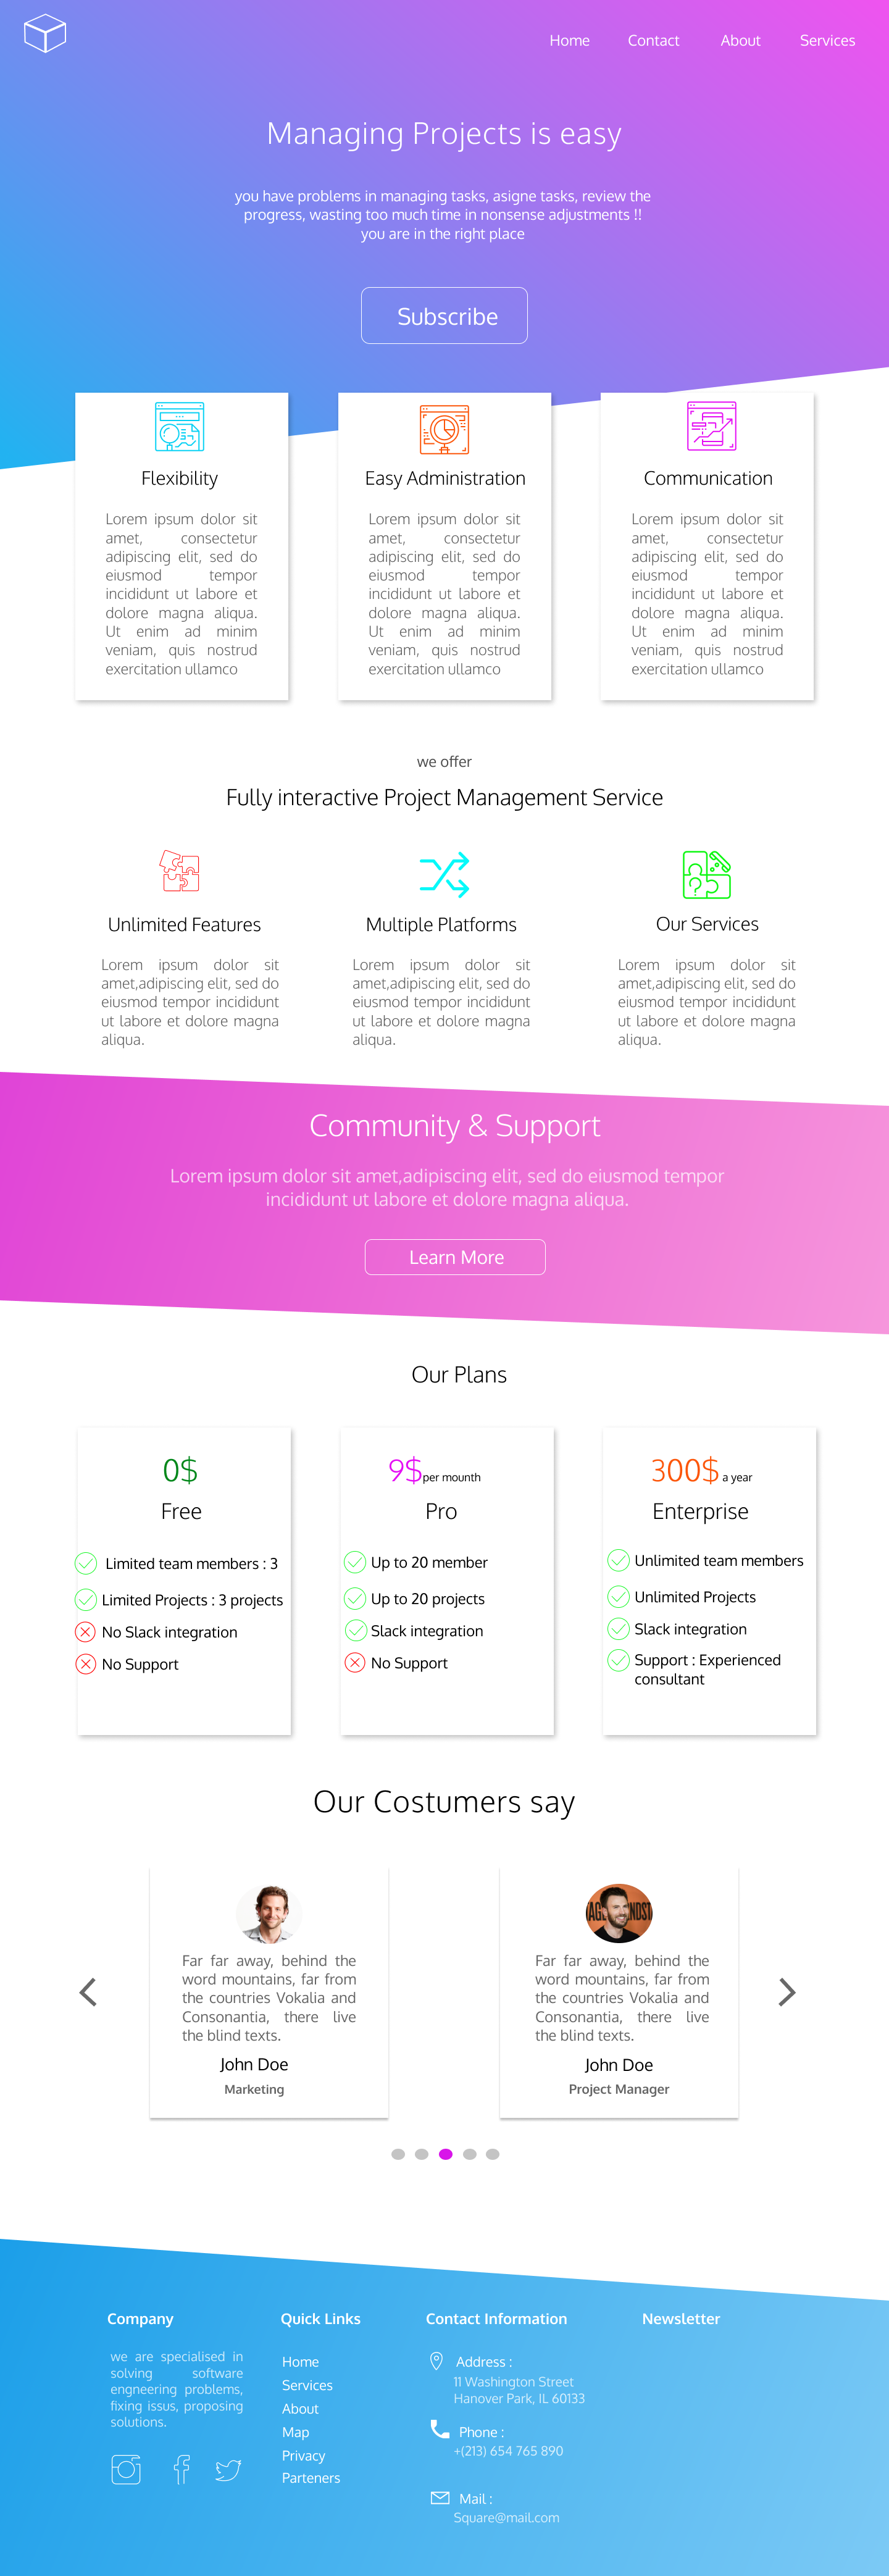 Home Contact About Services
Managing Projects is easy
you have problems in managing tasks, asigne tasks, review the
progress, wasting too much time in nonsense adjustments !!
you are in the right place
Subscribe
Flexibility
Lorem ipsum dolor sit
amet, consectetur
adipiscing elit, sed do
eiusmod tempor
incididunt ut labore et
dolore magna aliqua.
Ut enim ad minim
veniam, quis nostrud
exercitation ullamco
Easy Administration
Lorem ipsum dolor sit
amet, consectetur
adipiscing elit, sed do
eiusmod tempor
incididunt ut labore et
dolore magna aliqua.
Ut enim ad minim
veniam, quis nostrud
exercitation ullamco
Communication
Lorem ipsum dolor sit
amet, consectetur
adipiscing elit, sed do
eiusmod tempor
incididunt ut labore et
dolore magna aliqua.
Ut enim ad minim
veniam, quis nostrud
exercitation ullamco
we offer
Fully interactive Project Management Service
Unlimited Features
Lorem ipsum dolor sit
amet,adipiscing elit, sed do
eiusmod tempor incididunt
ut labore et dolore magna
aliqua.
Multiple Platforms
Lorem ipsum dolor sit
amet,adipiscing elit, sed do
eiusmod tempor incididunt
ut labore et dolore magna
aliqua.
Our Services
Lorem ipsum dolor sit
amet,adipiscing elit, sed do
eiusmod tempor incididunt
ut labore et dolore magna
aliqua.
Community & Support
Lorem ipsum dolor sit amet,adipiscing elit, sed do eiusmod tempor
incididunt ut labore et dolore magna aliqua.
Learn More
Our Plans
0$
Free
Limited team members : 3
Limited Projects : 3 projects
No Slack integration
No Support
9$per mounth
Pro
Up to 20 member
Up to 20 projects
Slack integration
No Support
300$ a year
Enterprise
Unlimited team members
Unlimited Projects
Slack integration
Support : Experienced
consultant
Our Costumers say
Far far away, behind the
word mountains, far from
the countries Vokalia and
Consonantia, there live
the blind texts.
John Doe
Marketing
Far far away, behind the
word mountains, far from
the countries Vokalia and
Consonantia, there live
the blind texts.
John Doe
Project Manager
Company
we are specialised in
solving software
engneering problems,
fixing issus, proposing
solutions.
Quick Links
Home
Services
About
Map
Privacy
Parteners
Contact Information
Address :
11 Washington Street
Hanover Park, IL 60133
Phone :
+(213) 654 765 890
Mail :
Square@mail.com
Newsletter